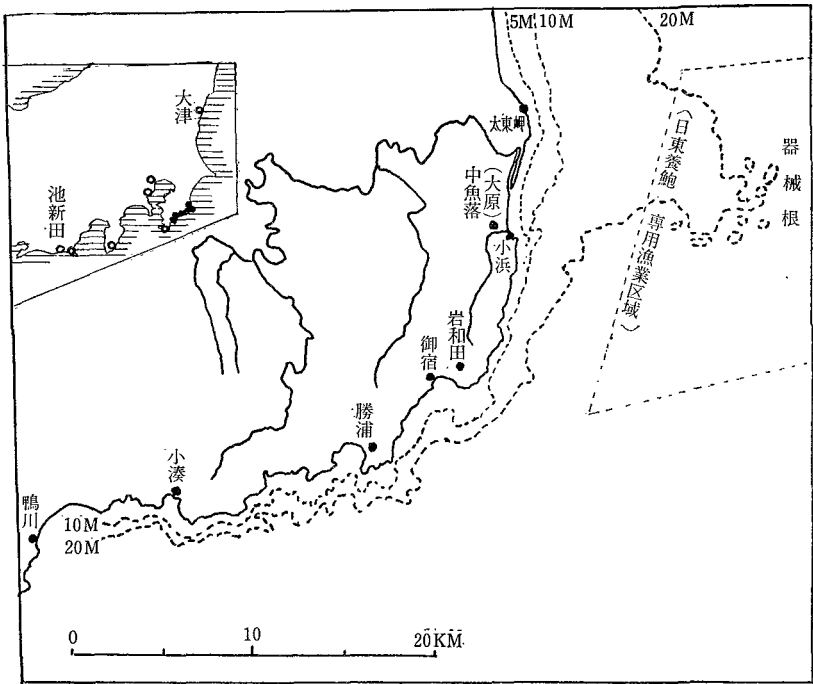 5M
10M
20M
大津
池新田
太東岬
(大原)
中魚落
小浜
岩和田
御宿
勝浦
小湊
鴨川
10M
20M
(日東養鮑
専用漁業区域)
器械根
0
10
20KM